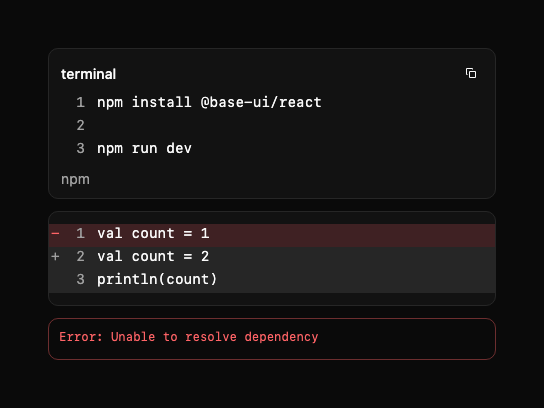 terminal
1 npm install @base-ui/react
2
3 npm run dev
npm
- 1 val count = 1
+ 2 val count = 2
3 println(count)
Error: Unable to resolve dependency